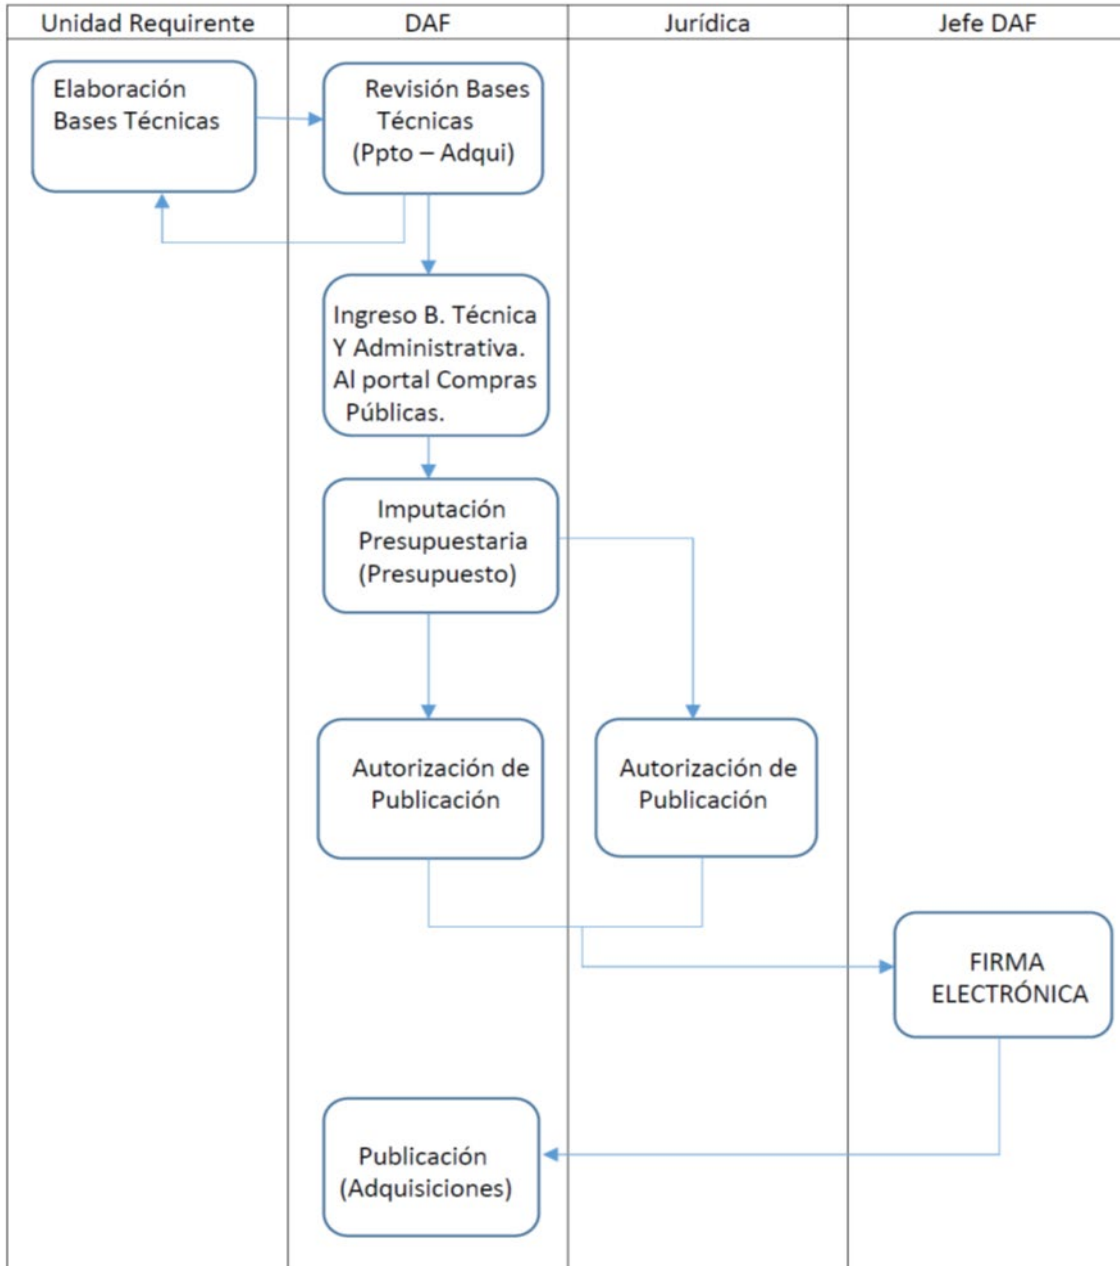 Unidad Requirente
DAF
Jurídica
Jefe DAF
Elaboración
Bases Técnicas
Revisión Bases
Técnicas
(Ppto – Adqui)
Ingreso B. Técnica
Y Administrativa.
Al portal Compras
Públicas.
Imputación
Presupuestaria
(Presupuesto)
Autorización de
Publicación
Autorización de
Publicación
FIRMA
ELECTRÓNICA
Publicación
(Adquisiciones)